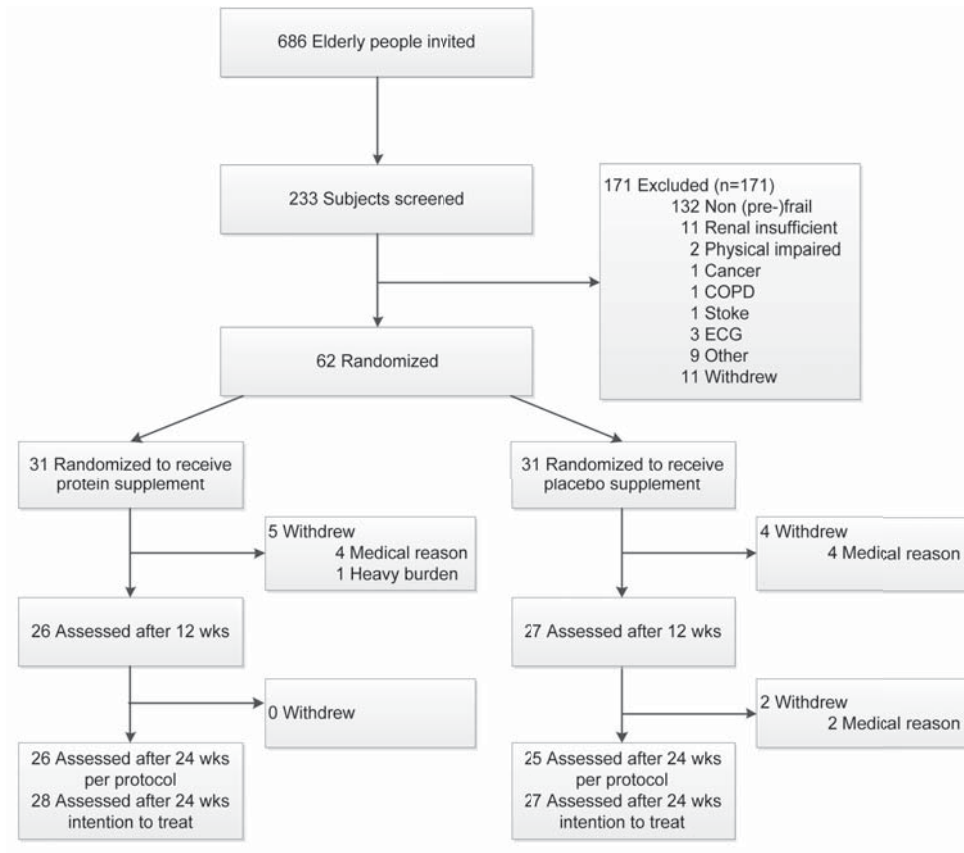 686 Elderly people invited
233 Subjects screened
171 Excluded (n=171)
132 Non (pre-)frail
11 Renal insufficient
2 Physical impaired
1 Cancer
1 COPD
1 Stoke
3 ECG
9 Other
11 Withdrew
62 Randomized
31 Randomized to receive
protein supplement
31 Randomized to receive
placebo supplement
5 Withdrew
4 Medical reason
1 Heavy burden
4 Withdrew
4 Medical reason
26 Assessed after 12 wks
27 Assessed after 12 wks
0 Withdrew
2 Withdrew
2 Medical reason
26 Assessed after 24 wks
per protocol
28 Assessed after 24 wks
intention to treat
25 Assessed after 24 wks
per protocol
27 Assessed after 24 wks
intention to treat